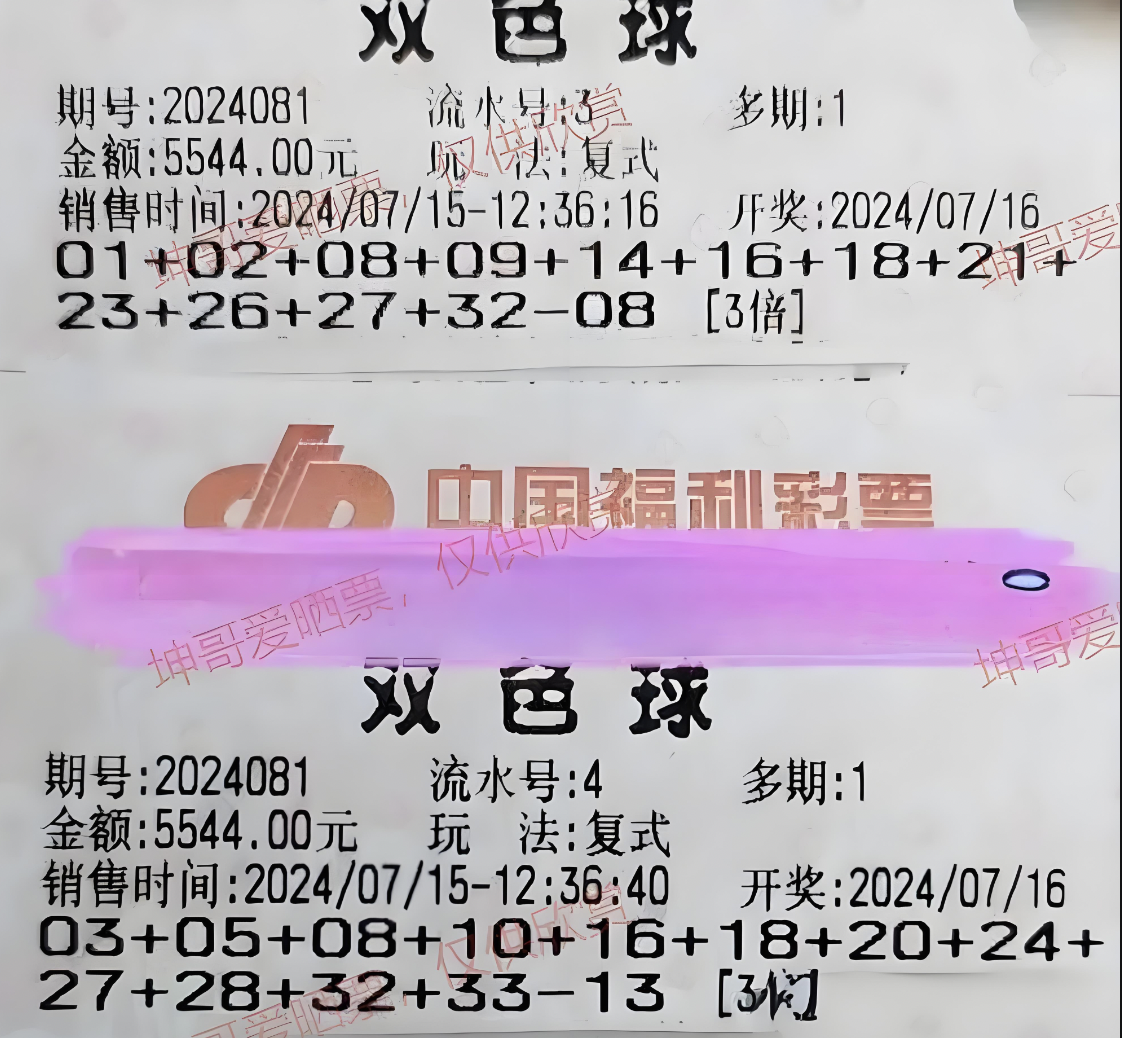 双色球
期号:2024081 流水号:3 多期:1
金额:5544.00元 玩 法:复式
销售时间:2024/07/15-12:36:16 开奖:2024/07/16
01+02+08+09+14+16+18+21+
23+26+27+32-08 [3倍]
中国福利彩票
坤哥爱晒票,仅供欣赏
双色球
期号:2024081 流水号:4 多期:1
金额:5544.00元 玩 法:复式
销售时间:2024/07/15-12:36:40 开奖:2024/07/16
03+05+08+10+16+18+20+24+
27+28+32+33-13 [3